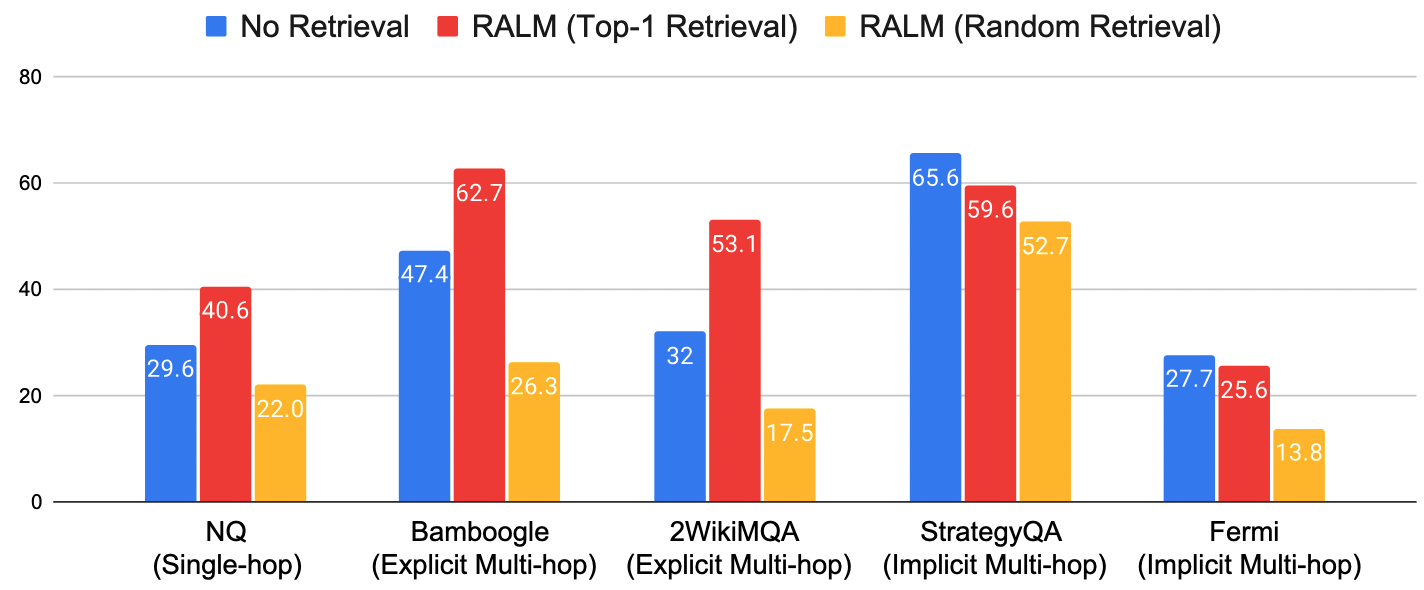 No Retrieval RALM (Top-1 Retrieval) RALM (Random Retrieval)
80
60
40
20
0
29.6
40.6
22.0
47.4
62.7
26.3
32
53.1
17.5
65.6
59.6
52.7
27.7
25.6
13.8
NQ
(Single-hop)
Bamboogle
(Explicit Multi-hop)
2WikiMQA
(Explicit Multi-hop)
StrategyQA
(Implicit Multi-hop)
Fermi
(Implicit Multi-hop)